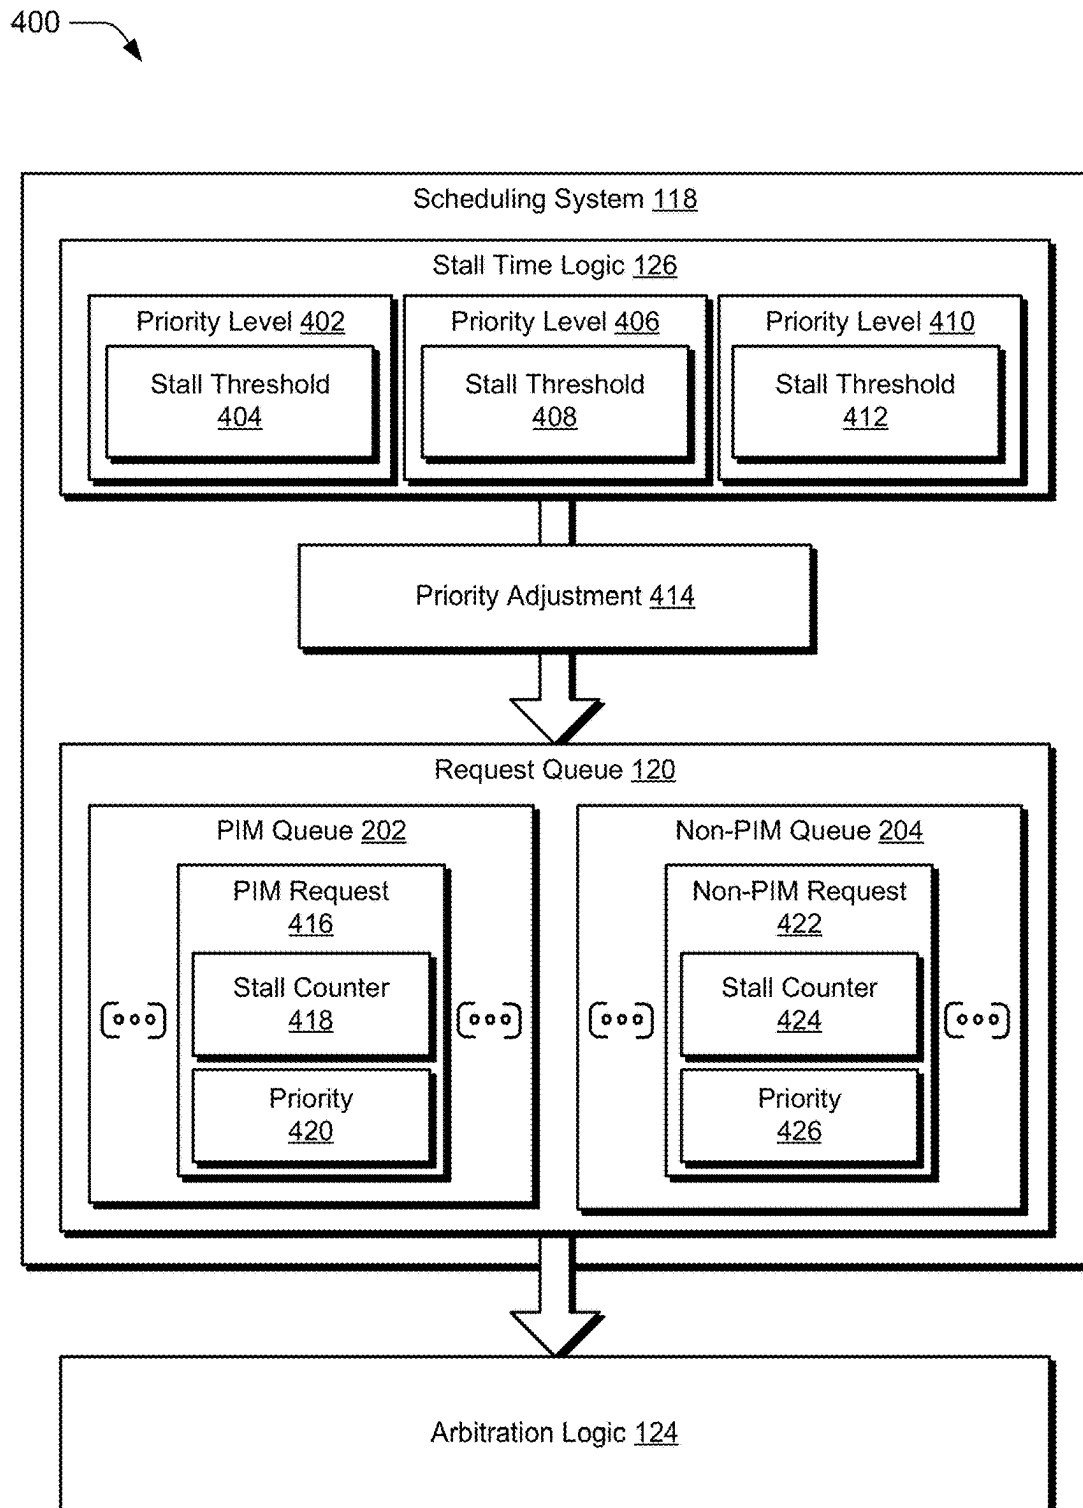 400
Scheduling System 118
Stall Time Logic 126
Priority Level 402
Stall Threshold
404
Priority Level 406
Stall Threshold
408
Priority Level 410
Stall Threshold
412
Priority Adjustment 414
Request Queue 120
PIM Queue 202
PIM Request
416
Stall Counter
418
Priority
420
Non-PIM Queue 204
Non-PIM Request
422
Stall Counter
424
Priority
426
Arbitration Logic 124